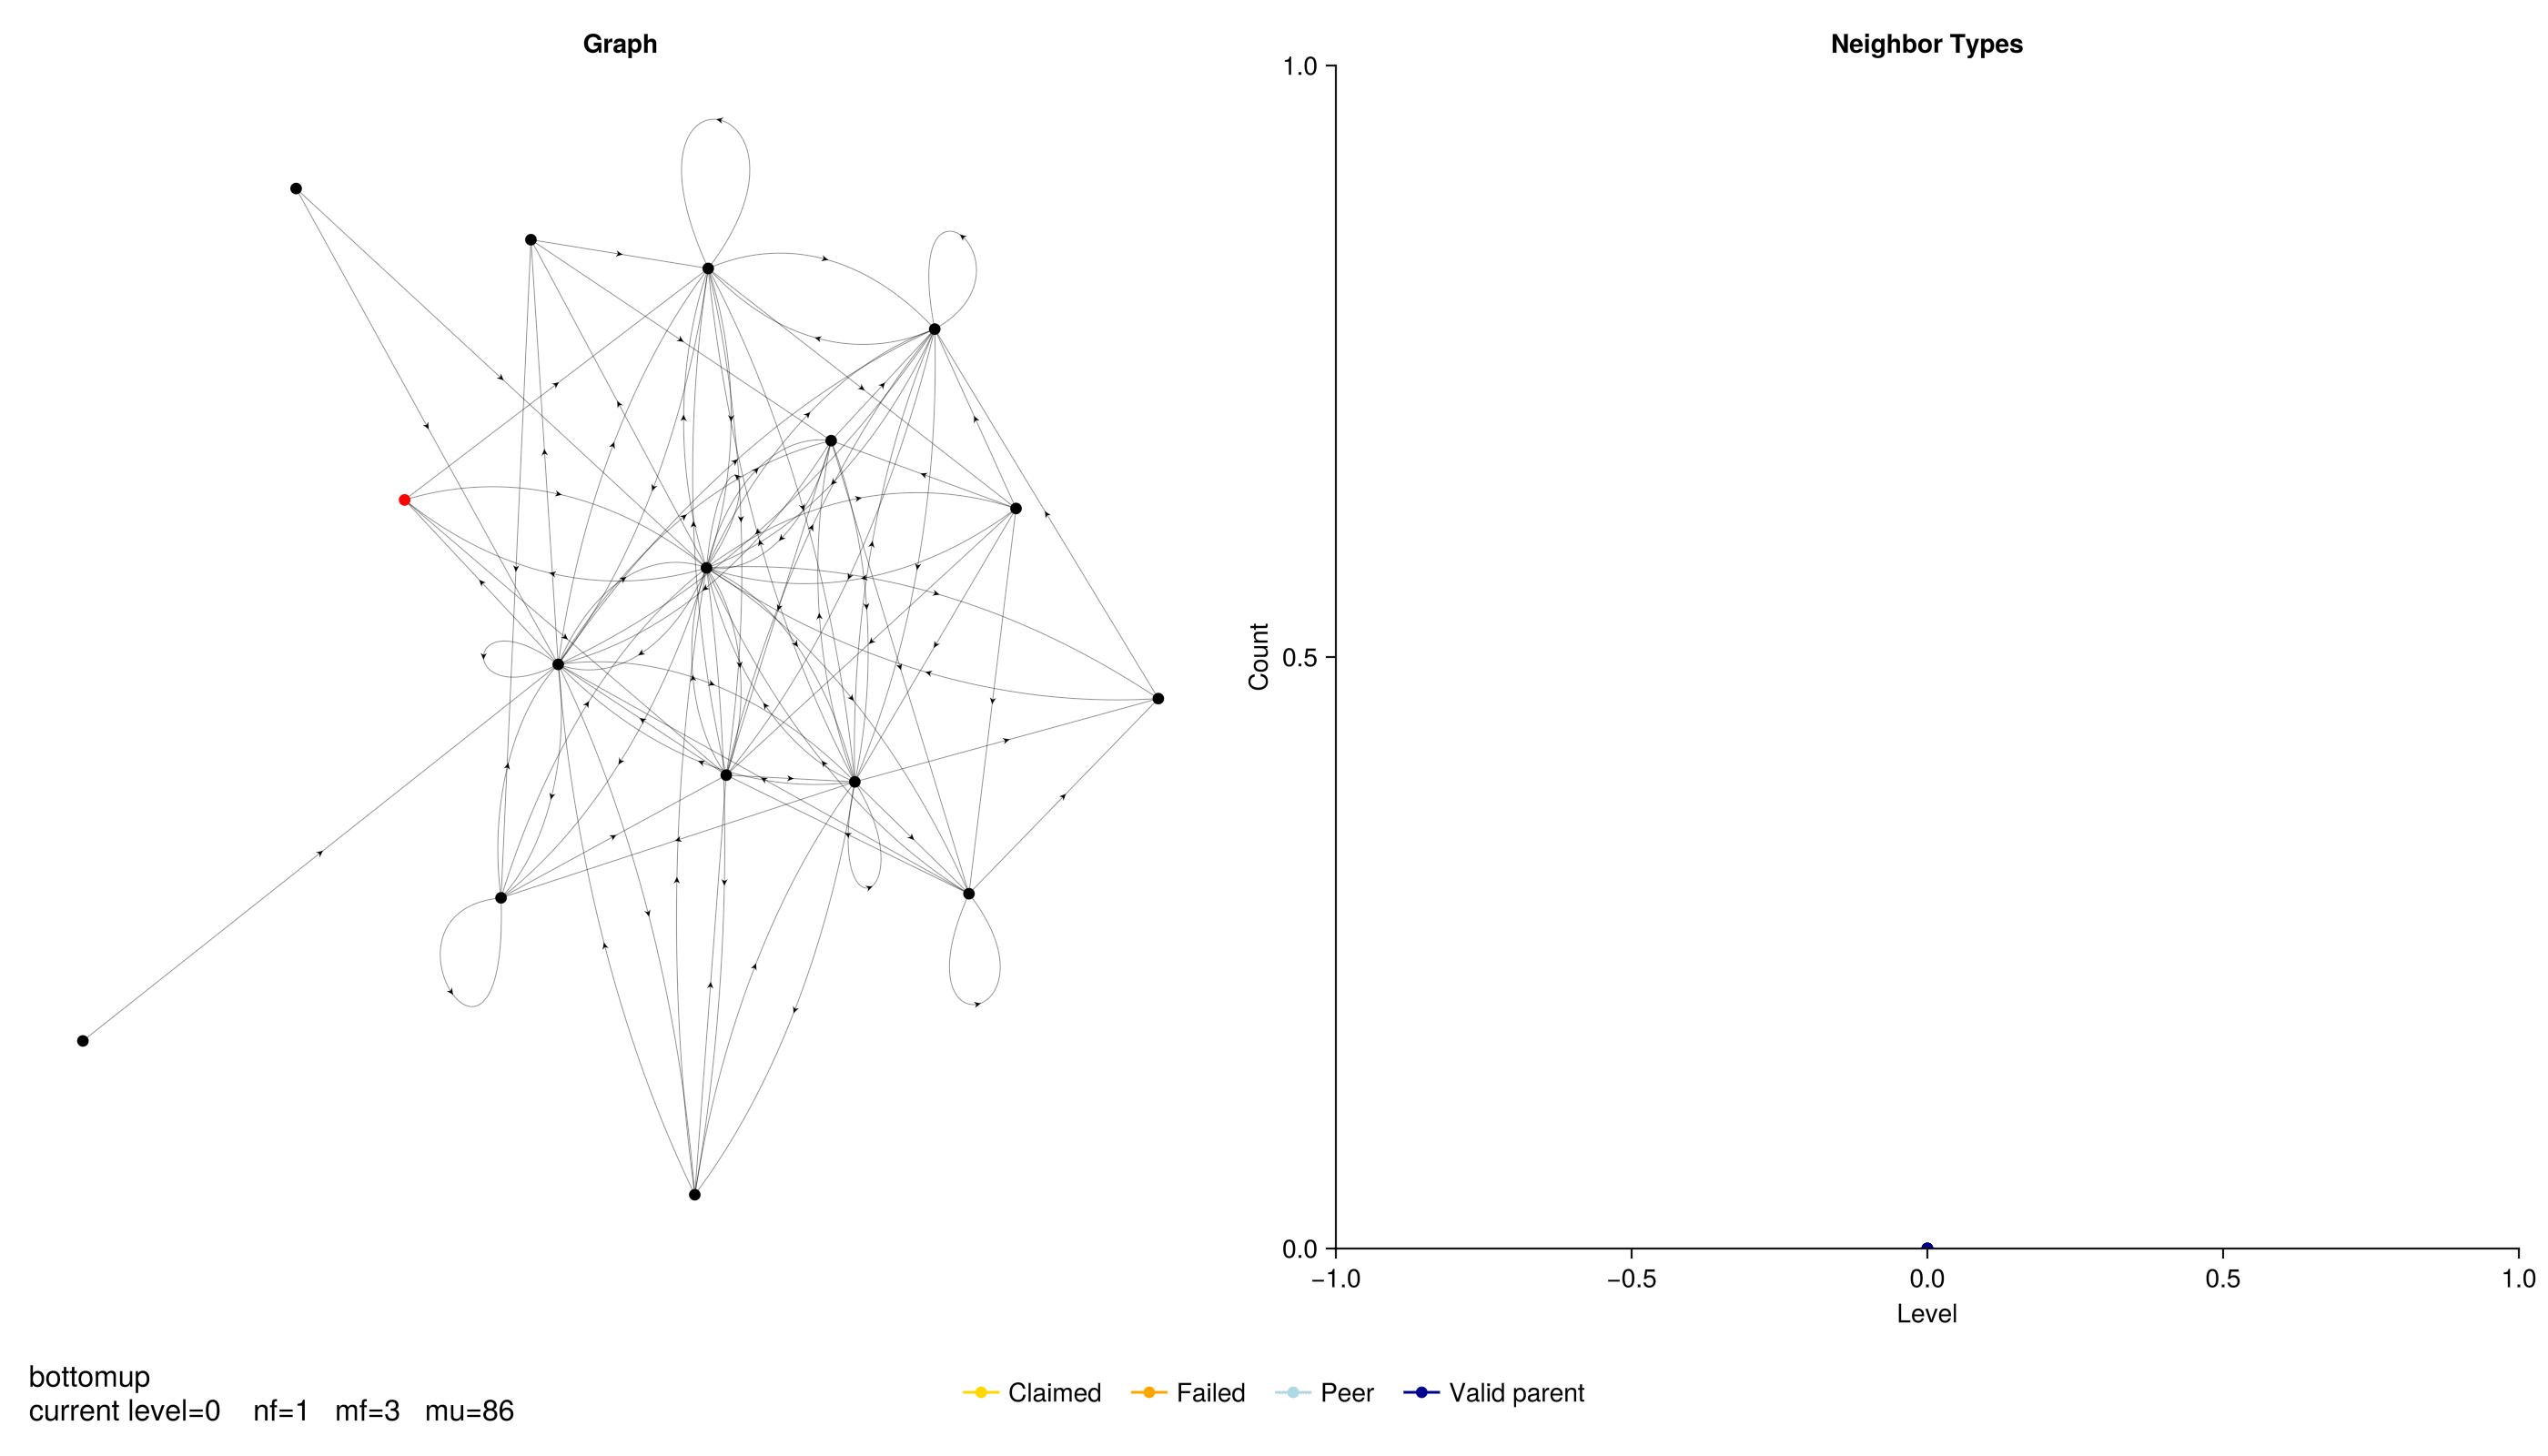 Graph
Neighbor Types
1.0
0.5
0.0
Count
−1.0 −0.5 0.0 0.5 1.0
Level
bottomup
current level=0 nf=1 mf=3 mu=86
Claimed Failed Peer Valid parent